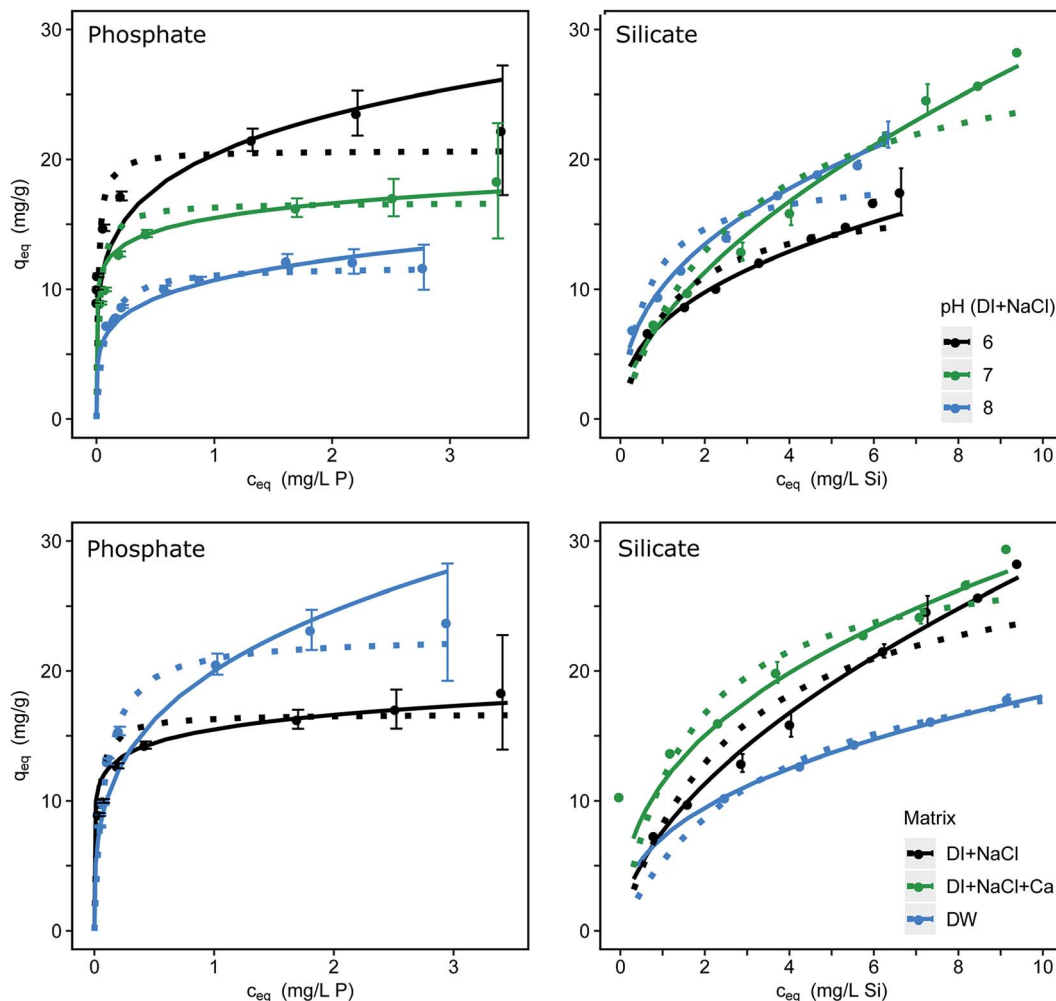 Phosphate
30
20
10
0
q_eq (mg/g)
0 1 2 3
c_eq (mg/L P)
Silicate
pH (DI+NaCl)
6
7
8
30
20
10
0
0 2 4 6 8 10
c_eq (mg/L Si)
Phosphate
30
20
10
0
q_eq (mg/g)
0 1 2 3
c_eq (mg/L P)
Silicate
30
20
10
0
Matrix
DI+NaCl
DI+NaCl+Ca
DW
0 2 4 6 8 10
c_eq (mg/L Si)